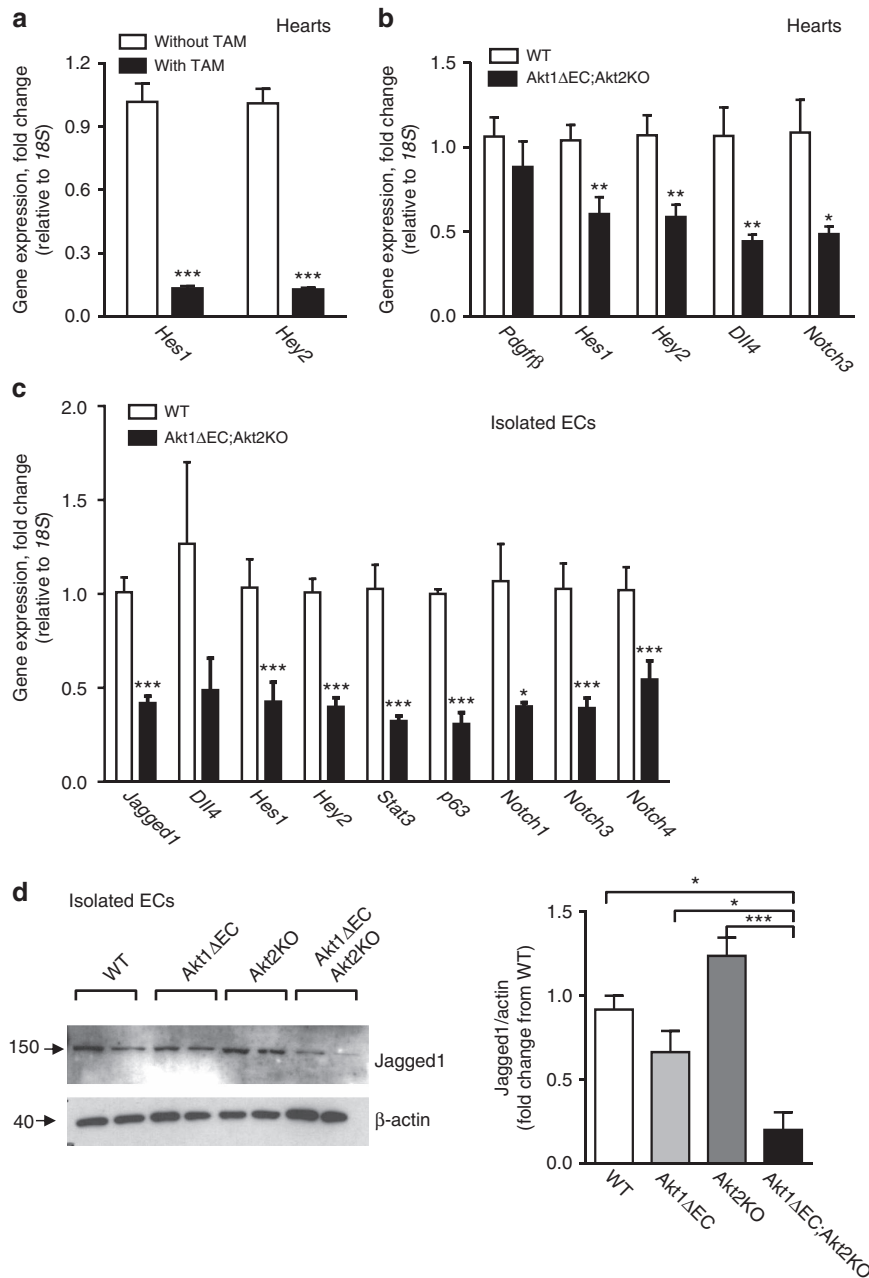 a
Hearts
Without TAM
With TAM
Gene expression, fold change
(relative to 18S)
1.2
0.9
0.6
0.3
0.0
***
***
Hes1
Hey2
b
Hearts
WT
Akt1ΔEC;Akt2KO
Gene expression, fold change
(relative to 18S)
1.5
1.0
0.5
0.0
**
**
**
*
Pdgfrβ
Hes1
Hey2
Dll4
Notch3
c
WT
Akt1ΔEC;Akt2KO
Isolated ECs
Gene expression, fold change
(relative to 18S)
2.0
1.5
1.0
0.5
0.0
***
***
***
***
***
*
***
***
Jagged1
Dll4
Hes1
Hey2
Stat3
p63
Notch1
Notch3
Notch4
d
Isolated ECs
WT
Akt1ΔEC
Akt2KO
Akt1ΔEC
Akt2KO
150
Jagged1
40
β-actin
Jagged1/actin
(fold change from WT)
1.5
1.0
0.5
0.0
*
*
***
WT
Akt1ΔEC
Akt2KO
Akt1ΔEC;Akt2KO